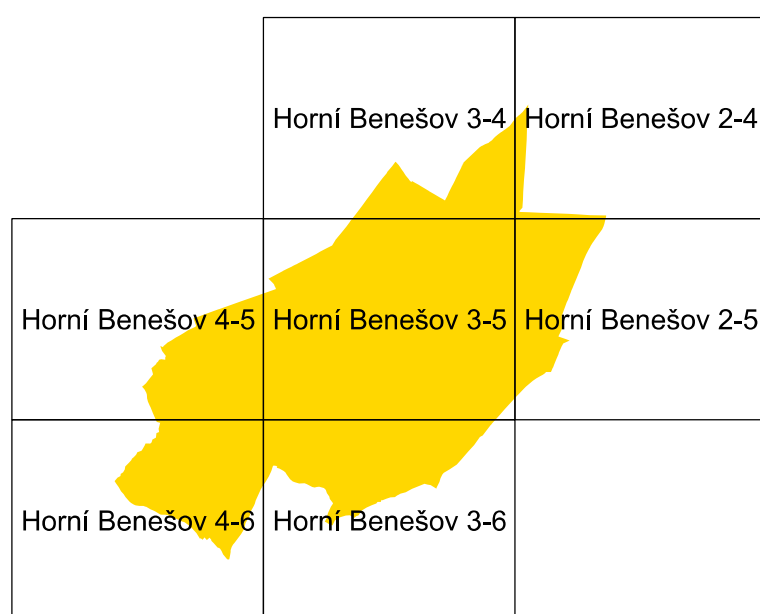 Horní Benešov 3-4
Horní Benešov 2-4
Horní Benešov 4-5
Horní Benešov 3-5
Horní Benešov 2-5
Horní Benešov 4-6
Horní Benešov 3-6